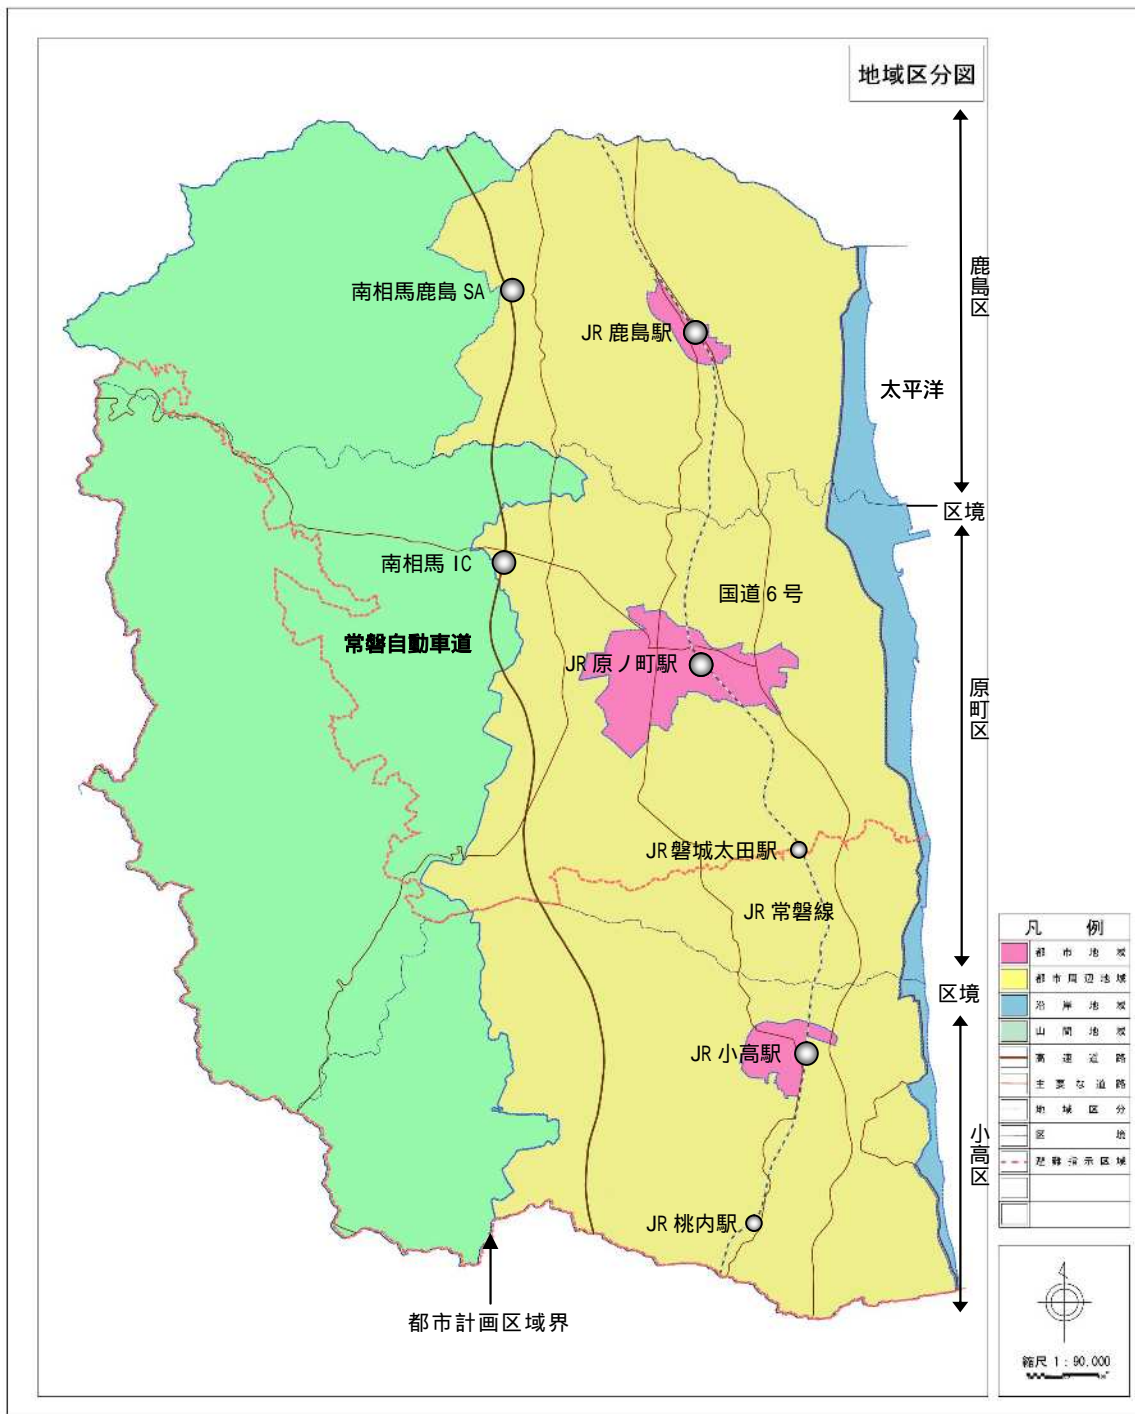 地域区分図
鹿島区
南相馬鹿島 SA
JR 鹿島駅
太平洋
区境
南相馬 IC
国道 6 号
常磐自動車道
JR 原ノ町駅
原町区
JR 磐城太田駅
JR 常磐線
区境
JR 小高駅
小高区
JR 桃内駅
都市計画区域界
凡 例
都市地域
都市周辺地域
沿岸地域
山間地域
高速道路
主要な道路
地域区分
区境
避難指示区域
縮尺 1 : 90,000